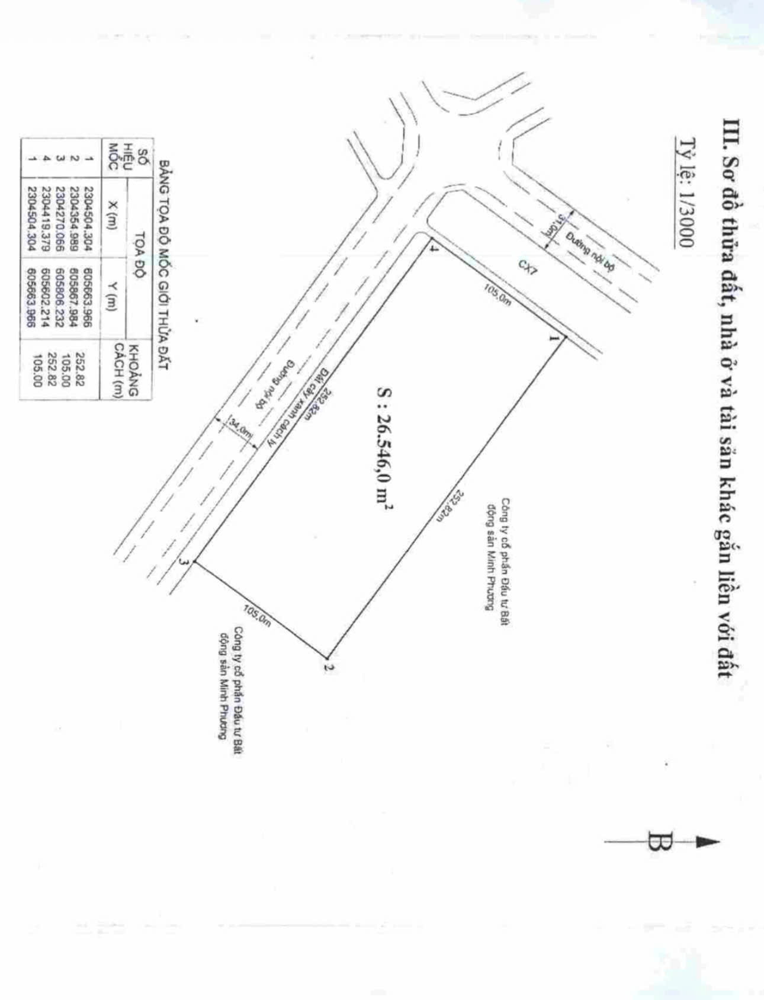 III. Sơ đồ thửa đất, nhà ở và tài sản khác gắn liền với đất
Tỷ lệ: 1/3000
B
31,0m
Đường nội bộ
CX7
4
105,0m
1
Công ty cổ phần Đầu tư Bất
động sản Minh Phương
252,82m
S : 26.546,0 m²
252,82m
Đất cây xanh cách ly
Đường nội bộ
34,0m
3
105,0m
2
Công ty cổ phần Đầu tư Bất
động sản Minh Phương
BẢNG TỌA ĐỘ MỐC GIỚI THỬA ĐẤT
SỐ HIỆU MỐC TỌA ĐỘ KHOẢNG CÁCH (m)
X (m) Y (m)
1 2304504.304 605663.966
252.82
2 2304354.989 605867.984
105.00
3 2304270.066 605806.232
252.82
4 2304419.379 605602.214
105.00
1 2304504.304 605663.966